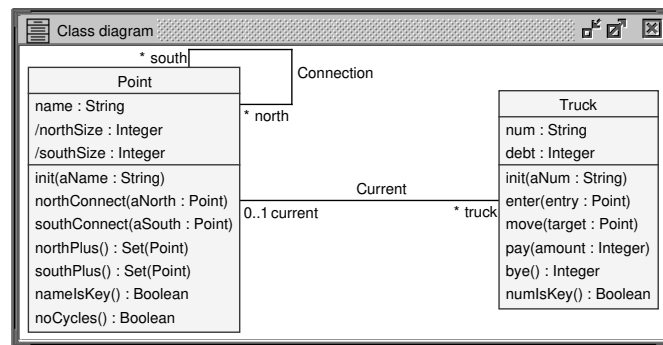 Class diagram
* south
Connection
Point
name : String
/northSize : Integer
/southSize : Integer
* north
init(aName : String)
northConnect(aNorth : Point)
southConnect(aSouth : Point)
northPlus() : Set(Point)
southPlus() : Set(Point)
nameIsKey() : Boolean
noCycles() : Boolean
Current
0..1 current
* truck
Truck
num : String
debt : Integer
init(aNum : String)
enter(entry : Point)
move(target : Point)
pay(amount : Integer)
bye() : Integer
numIsKey() : Boolean